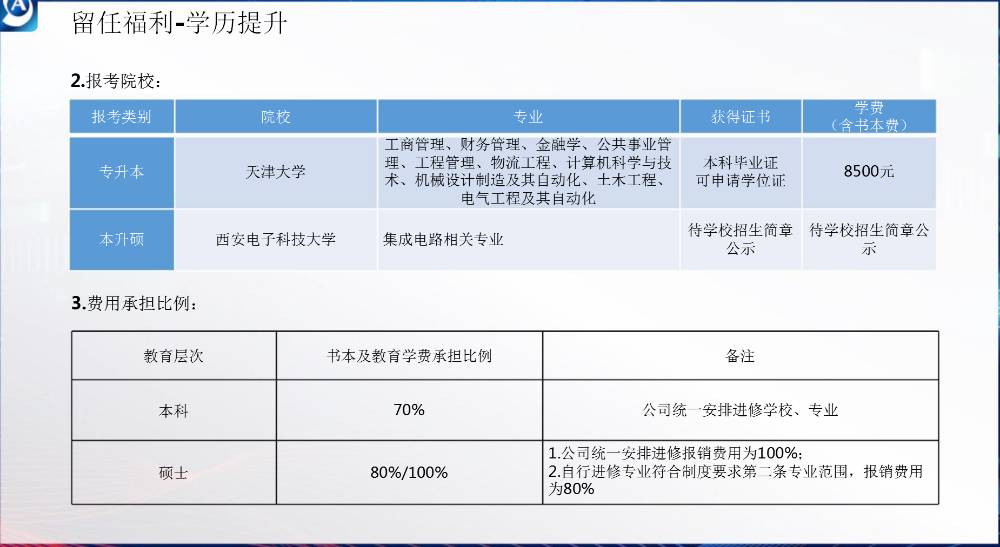 A
留任福利-学历提升
2.报考院校：
报考类别
院校
专业
获得证书
学费
（含书本费）
专升本
天津大学
工商管理、财务管理、金融学、公共事业管
理、工程管理、物流工程、计算机科学与技
术、机械设计制造及其自动化、土木工程、
电气工程及其自动化
本科毕业证
可申请学位证
8500元
本升硕
西安电子科技大学
集成电路相关专业
待学校招生简章
公示
待学校招生简章公
示
3.费用承担比例：
教育层次
书本及教育学费承担比例
备注
本科
70%
公司统一安排进修学校、专业
硕士
80%/100%
1.公司统一安排进修报销费用为100%；
2.自行进修专业符合制度要求第二条专业范围，报销费用
为80%